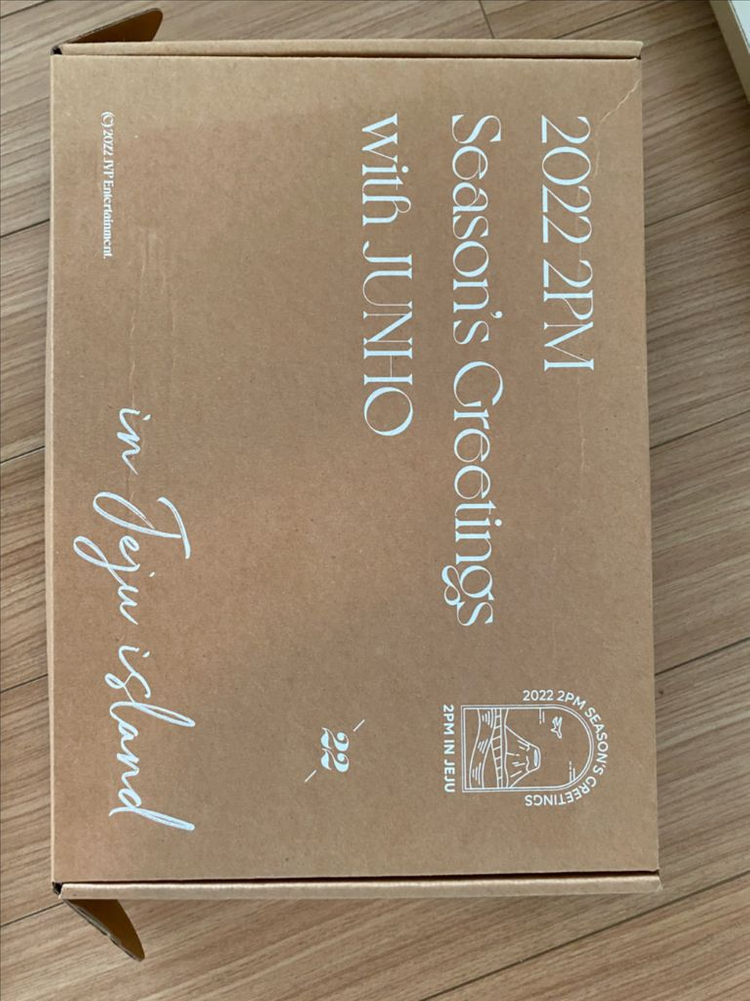 2022 2PM
Season's Greetings
with JUNHO
2022 2PM SEASON'S GREETINGS
2PM IN JEJU
22
in Jeju island
(C) 2022 JYP Entertainment.